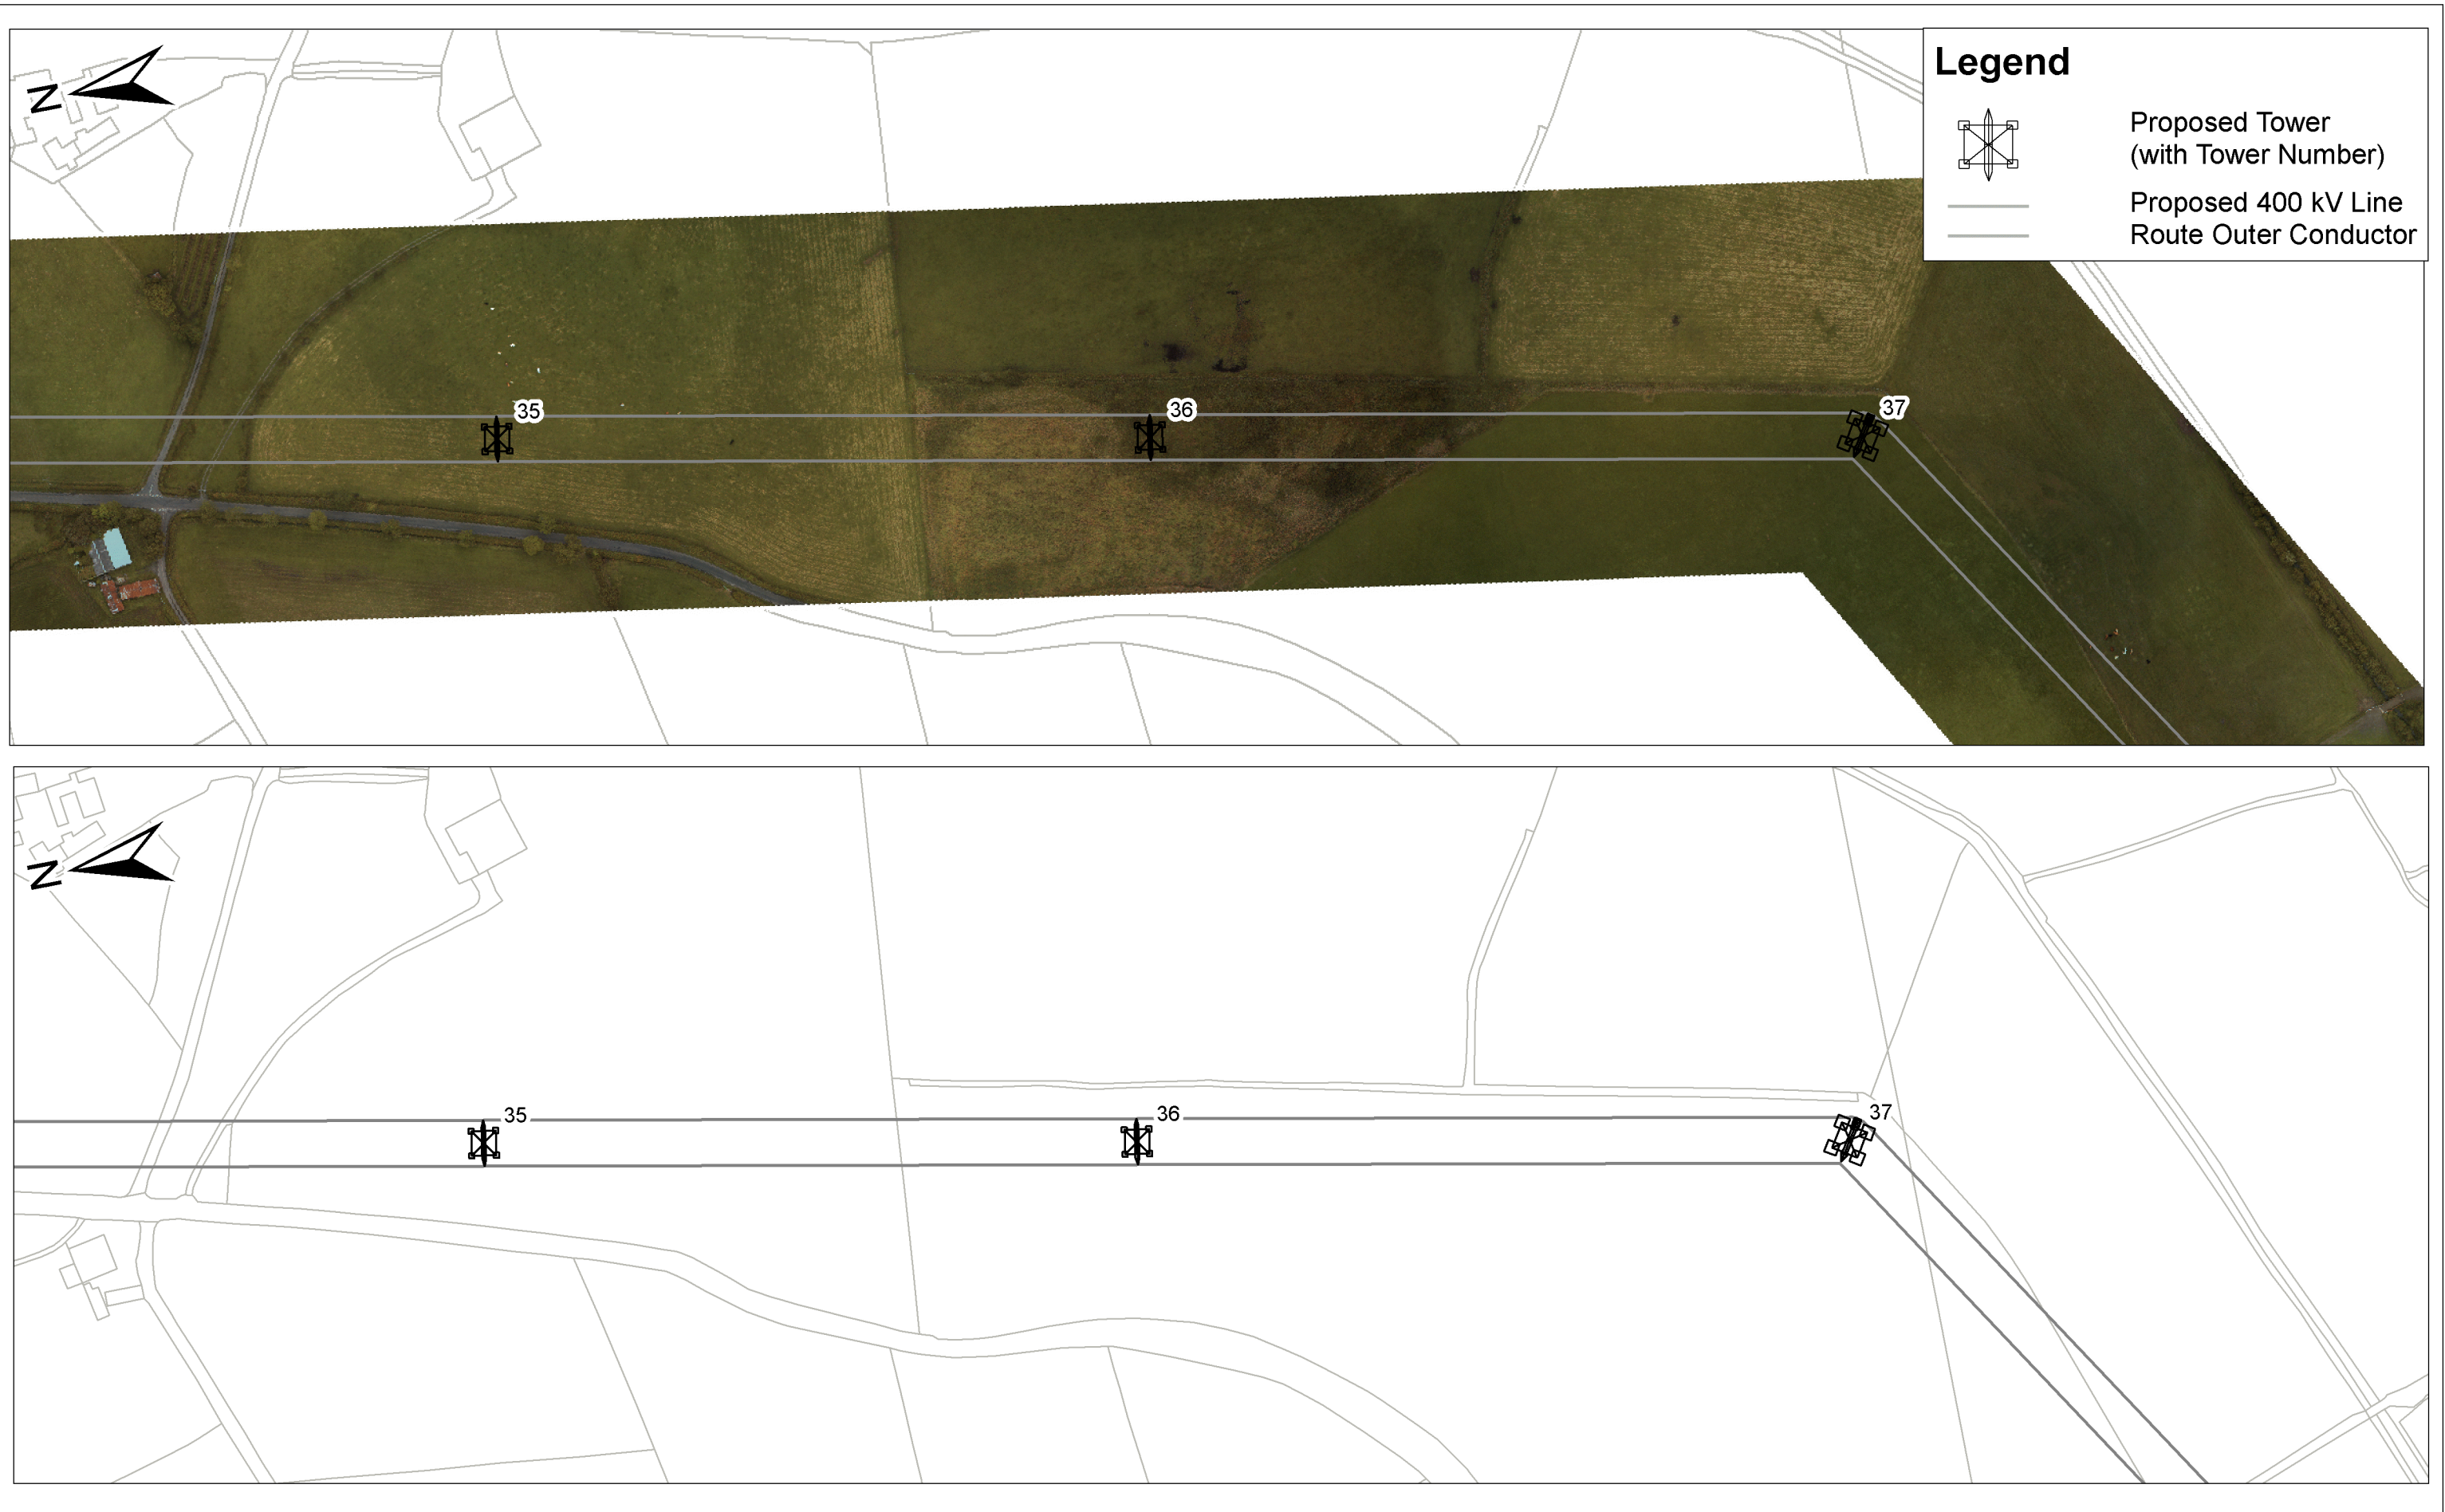 N
Legend
Proposed Tower
(with Tower Number)
Proposed 400 kV Line
Route Outer Conductor
35
36
37
N
35
36
37